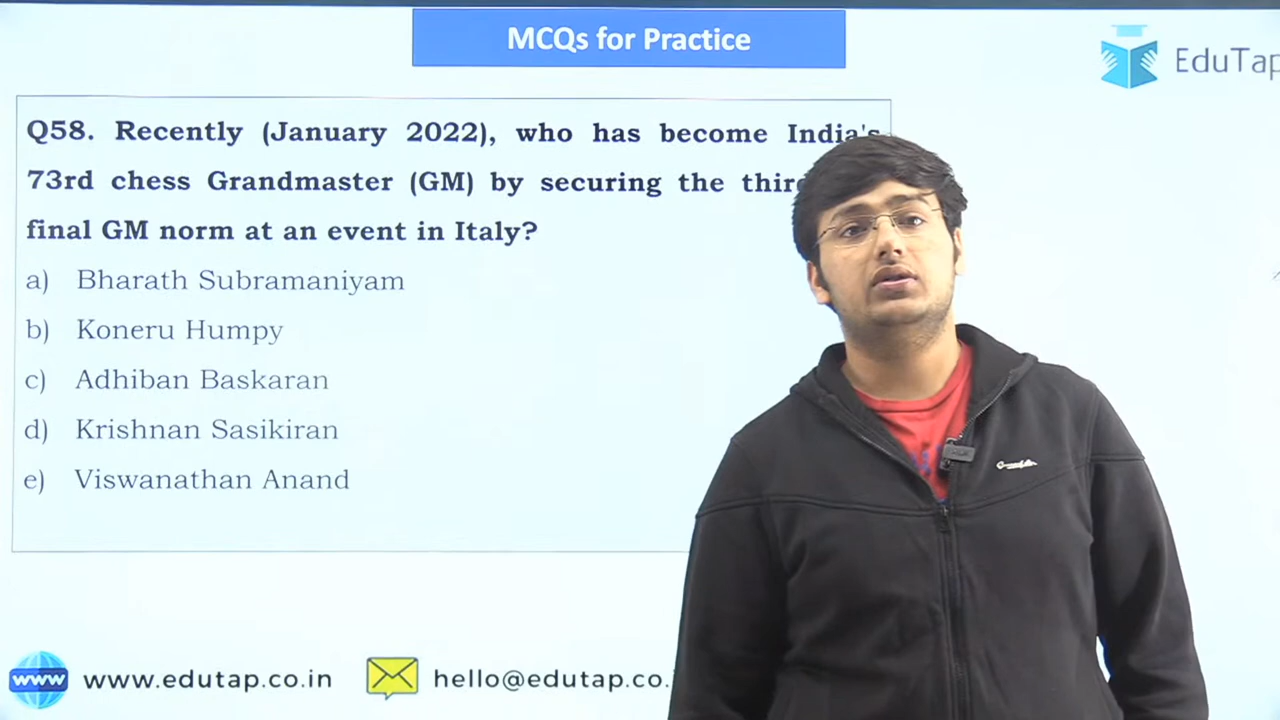 MCQs for Practice
EduTap
Q58. Recently (January 2022), who has become India's
73rd chess Grandmaster (GM) by securing the
final GM norm at an event in Italy?
a) Bharath Subramaniyam
b) Koneru Humpy
c) Adhiban Baskaran
d) Krishnan Sasikiran
e) Viswanathan Anand
www www.edutap.co.in hello@edutap.co.